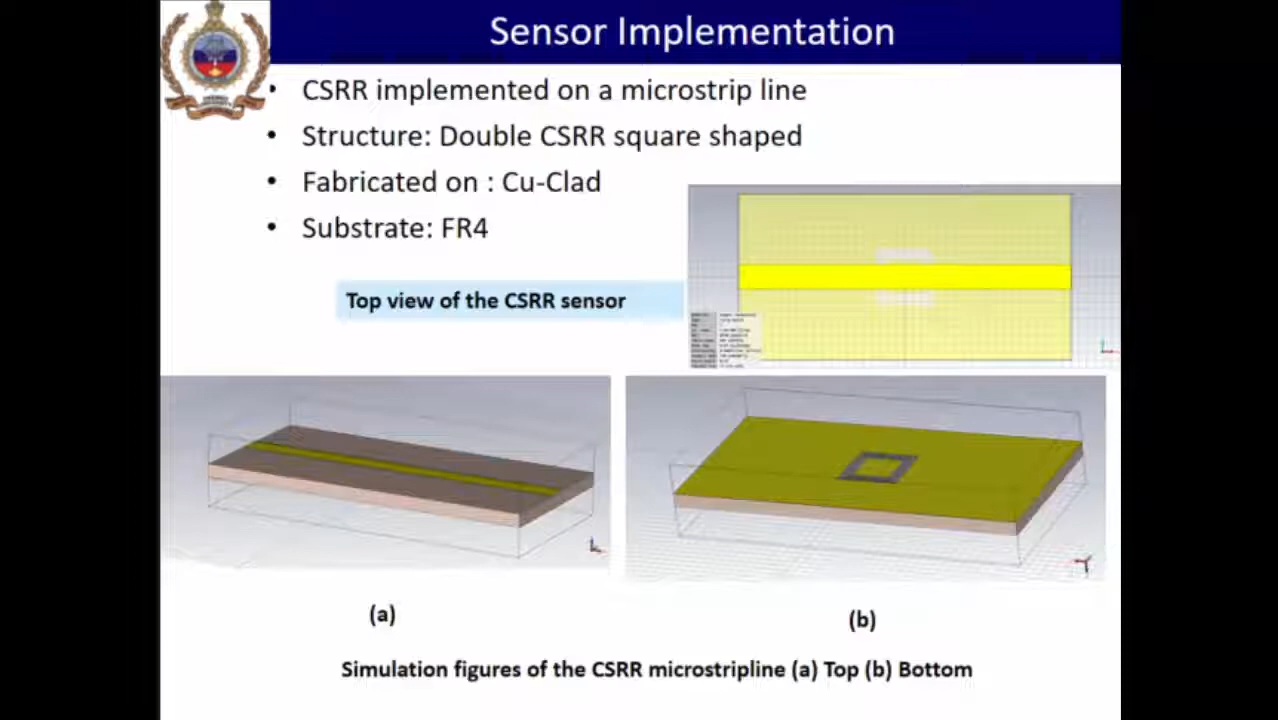 Sensor Implementation
• CSRR implemented on a microstrip line
• Structure: Double CSRR square shaped
• Fabricated on : Cu-Clad
• Substrate: FR4
Top view of the CSRR sensor
(a)
(b)
Simulation figures of the CSRR microstripline (a) Top (b) Bottom